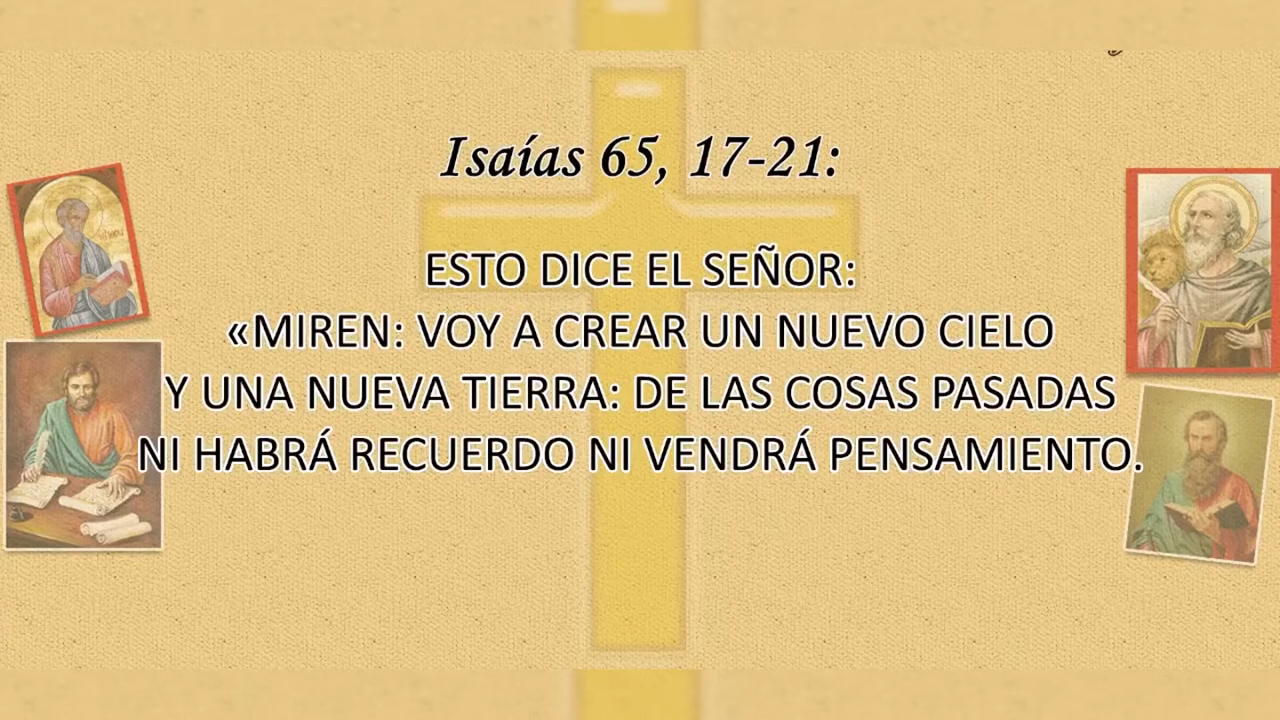 Isaías 65, 17-21:
ESTO DICE EL SEÑOR:
«MIREN: VOY A CREAR UN NUEVO CIELO
Y UNA NUEVA TIERRA: DE LAS COSAS PASADAS
NI HABRÁ RECUERDO NI VENDRÁ PENSAMIENTO.